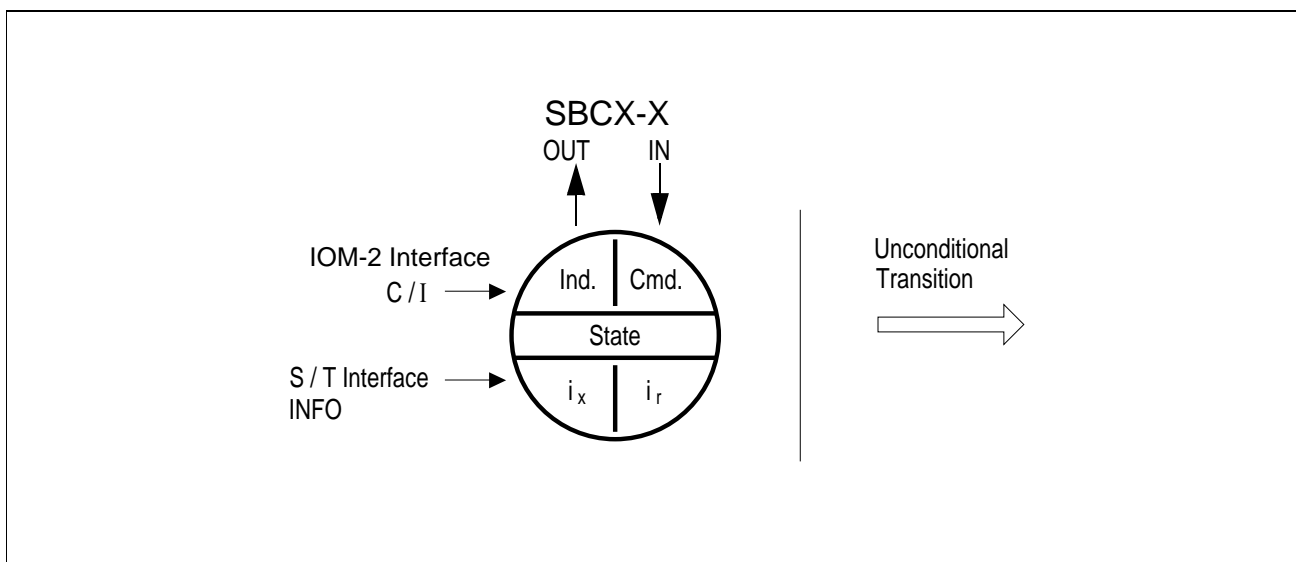 SBCX-X
OUT IN
IOM-2 Interface
C / I
Ind. Cmd.
State
S / T Interface
INFO
i x i r
Unconditional
Transition